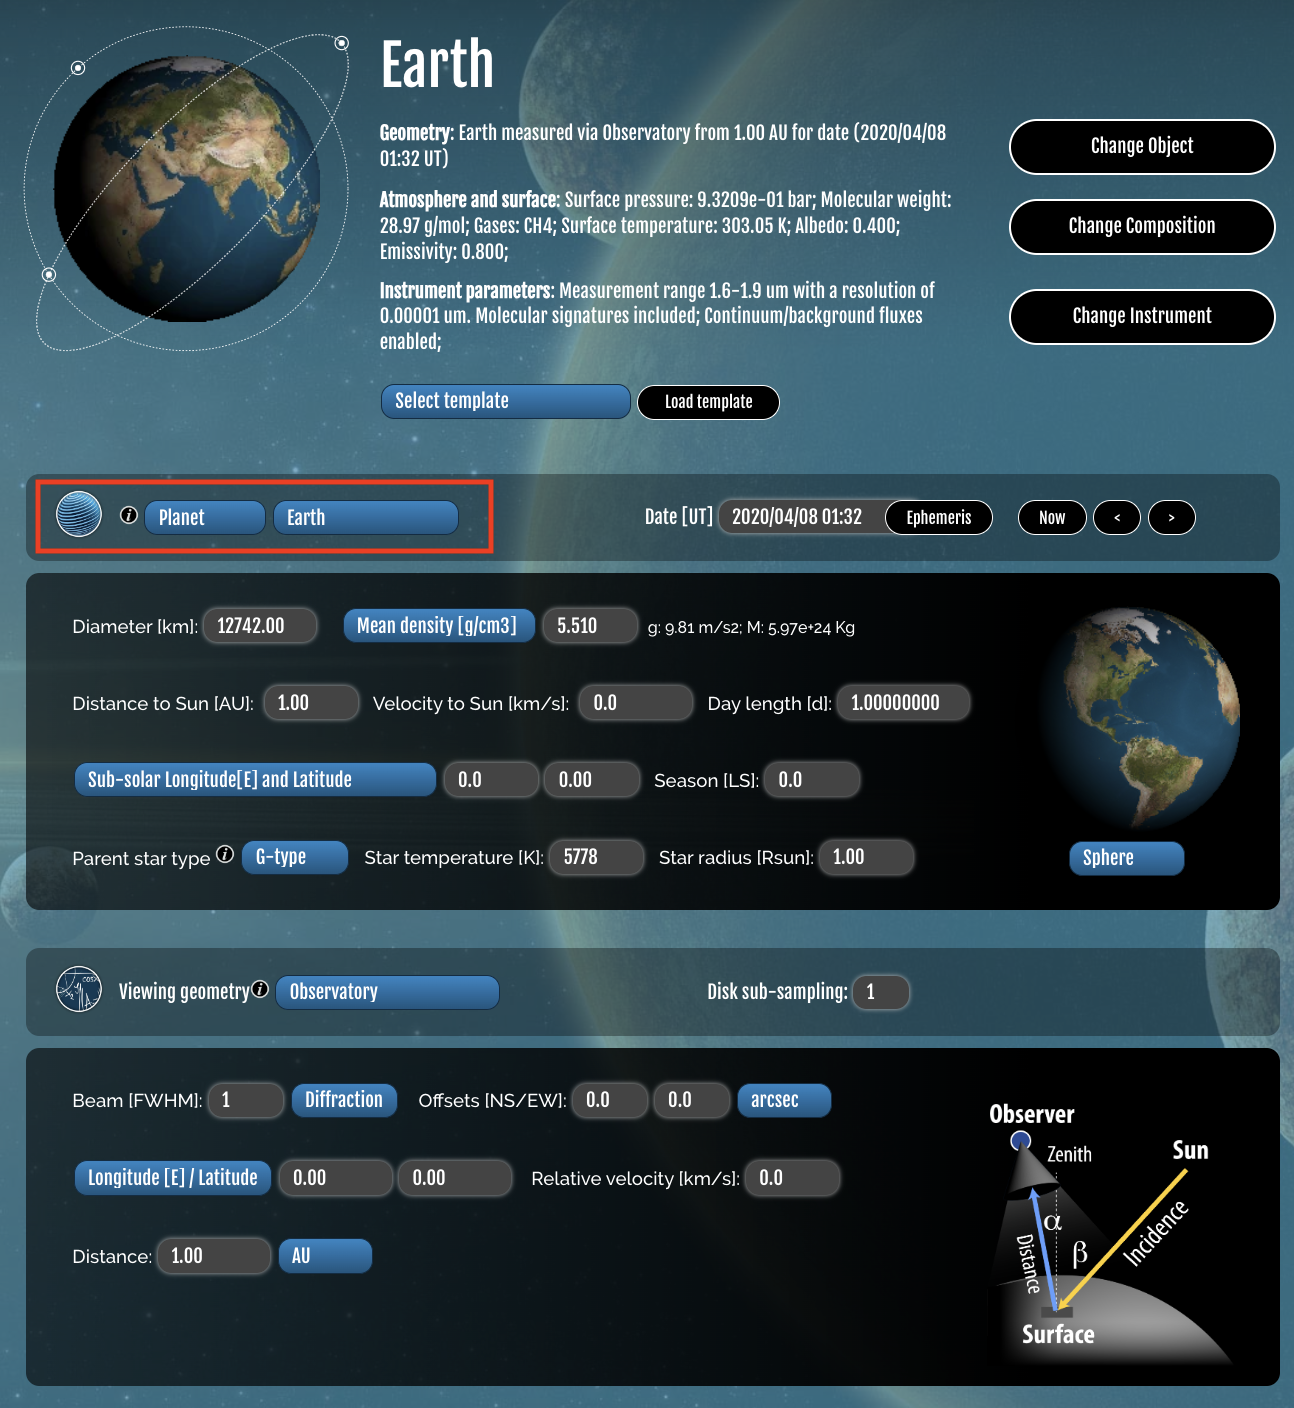 Earth
Geometry: Earth measured via Observatory from 1.00 AU for date (2020/04/08
01:32 UT)
Change Object
Atmosphere and surface: Surface pressure: 9.3209e-01 bar; Molecular weight:
28.97 g/mol; Gases: CH4; Surface temperature: 303.05 K; Albedo: 0.400;
Emissivity: 0.800;
Change Composition
Instrument parameters: Measurement range 1.6-1.9 um with a resolution of
0.00001 um. Molecular signatures included; Continuum/background fluxes
enabled;
Change Instrument
Select template Load template
i Planet Earth Date [UT] 2020/04/08 01:32 Ephemeris Now < >
Diameter [km]: 12742.00 Mean density [g/cm3] 5.510 g: 9.81 m/s2; M: 5.97e+24 Kg
Distance to Sun [AU]: 1.00 Velocity to Sun [km/s]: 0.0 Day length [d]: 1.00000000
Sub-solar Longitude[E] and Latitude 0.0 0.00 Season [LS]: 0.0
Parent star type i G-type Star temperature [K]: 5778 Star radius [Rsun]: 1.00 Sphere
Viewing geometry i Observatory Disk sub-sampling: 1
Beam [FWHM]: 1 Diffraction Offsets [NS/EW]: 0.0 0.0 arcsec
Longitude [E] / Latitude 0.00 0.00 Relative velocity [km/s]: 0.0
Distance: 1.00 AU
Observer
Zenith
Sun
α
β
Distance
Incidence
Surface